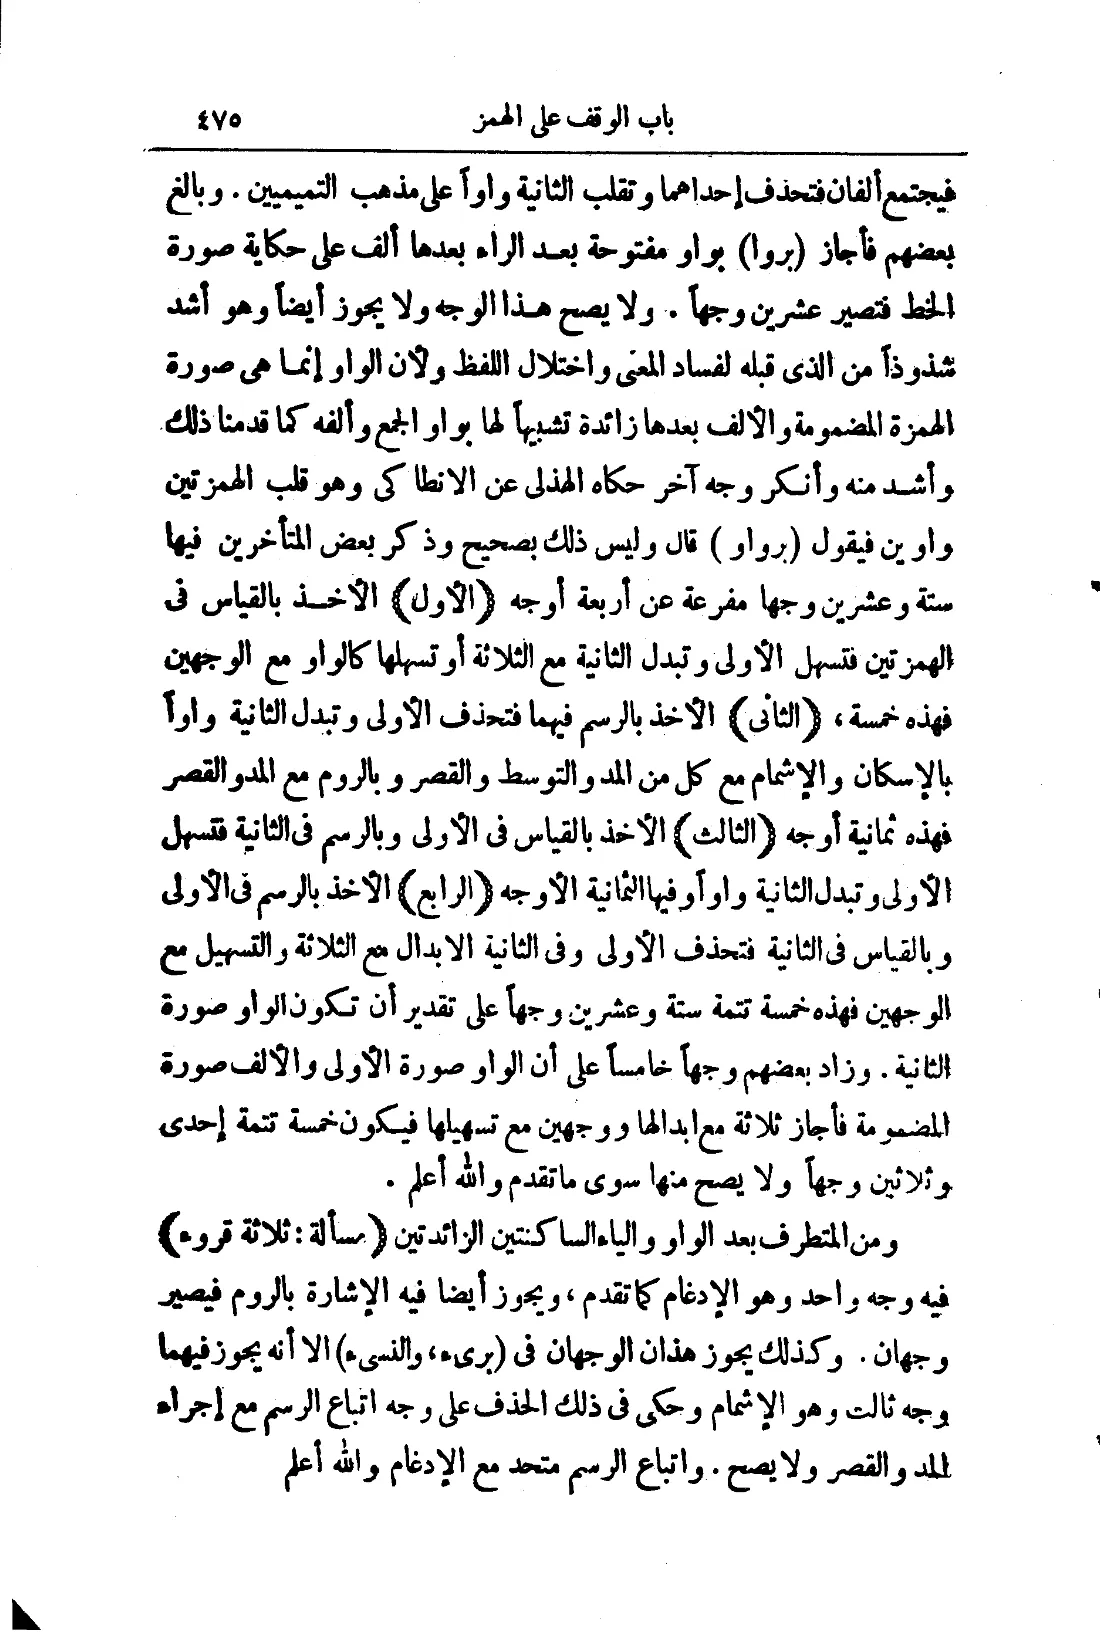 باب الوقف على الهمز ٤٧٥
فيجتمع ألفان فتحذف إحداهما وتقلب الثانية واواً على مذهب التميميين . وبالغ
بعضهم فأجاز (بروا) بواو مفتوحة بعد الراء بعدها ألف على حكاية صورة
الخط فتصير عشرين وجهاً . ولا يصح هذا الوجه ولا يجوز أيضاً وهو أشد
شذوذاً من الذى قبله لفساد المعنى واختلال اللفظ ولأن الواو إنما هى صورة
الهمزة المضمومة والألف بعدها زائدة تشبيهاً لها بواو الجمع وألفه كما قدمنا ذلك
وأشد منه وأنكر وجه آخر حكاه الهذلى عن الانطاكى وهو قلب الهمزتين
واوين فيقول (برواو) قال وليس ذلك بصحيح وذكر بعض المتأخرين فيها
ستة وعشرين وجها مفرعة عن أربعة أوجه (الأول) الأخذ بالقياس فى
الهمزتين فتسهل الأولى وتبدل الثانية مع الثلاثة أو تسهلها كالواو مع الوجهين
فهذه خمسة، (الثانى) الأخذ بالرسم فيهما فتحذف الأولى وتبدل الثانية واواً
بالإسكان والإشمام مع كل من المد والتوسط والقصر وبالروم مع المد والقصر
فهذه ثمانية أوجه (الثالث) الأخذ بالقياس فى الأولى وبالرسم فى الثانية فتسهل
الأولى وتبدل الثانية واواً وفيها الثمانية الأوجه (الرابع) الأخذ بالرسم فى الأولى
وبالقياس فى الثانية فتحذف الأولى وفى الثانية الابدال مع الثلاثة والتسهيل مع
الوجهين فهذه خمسة تتمة ستة وعشرين وجهاً على تقدير أن تكون الواو صورة
الثانية . وزاد بعضهم وجهاً خامساً على أن الواو صورة الأولى والألف صورة
المضمومة فأجاز ثلاثة مع ابدالها ووجهين مع تسهيلها فيكون خمسة تتمة إحدى
وثلاثين وجهاً ولا يصح منها سوى ما تقدم والله أعلم .
ومن المتطرف بعد الواو والياء الساكنتين الزائدتين (مسألة: ثلاثة قروء)
فيه وجه واحد وهو الإدغام كما تقدم، ويجوز أيضا فيه الإشارة بالروم فيصير
وجهان . وكذلك يجوز هذان الوجهان فى (برىء، والنسىء) الا أنه يجوز فيهما
وجه ثالث وهو الإشمام وحكى فى ذلك الحذف على وجه اتباع الرسم مع إجراء
المد والقصر ولا يصح . واتباع الرسم متحد مع الإدغام والله أعلم